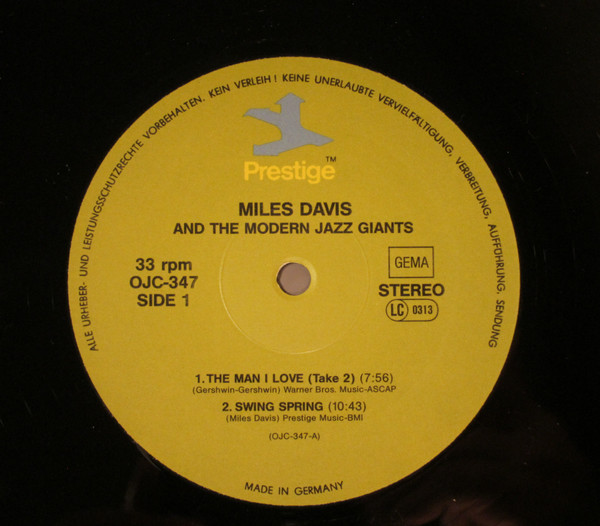 ALLE URHEBER- UND LEISTUNGSSCHUTZRECHTE VORBEHALTEN. KEIN VERLEIH! KEINE UNERLAUBTE VERVIELFÄLTIGUNG, VERBREITUNG, AUFFÜHRUNG, SENDUNG
Prestige™
MILES DAVIS
AND THE MODERN JAZZ GIANTS
33 rpm
OJC-347
SIDE 1
GEMA
STEREO
LC 0313
1. THE MAN I LOVE (Take 2) (7:56)
(Gershwin-Gershwin) Warner Bros. Music-ASCAP
2. SWING SPRING (10:43)
(Miles Davis) Prestige Music-BMI
(OJC-347-A)
MADE IN GERMANY